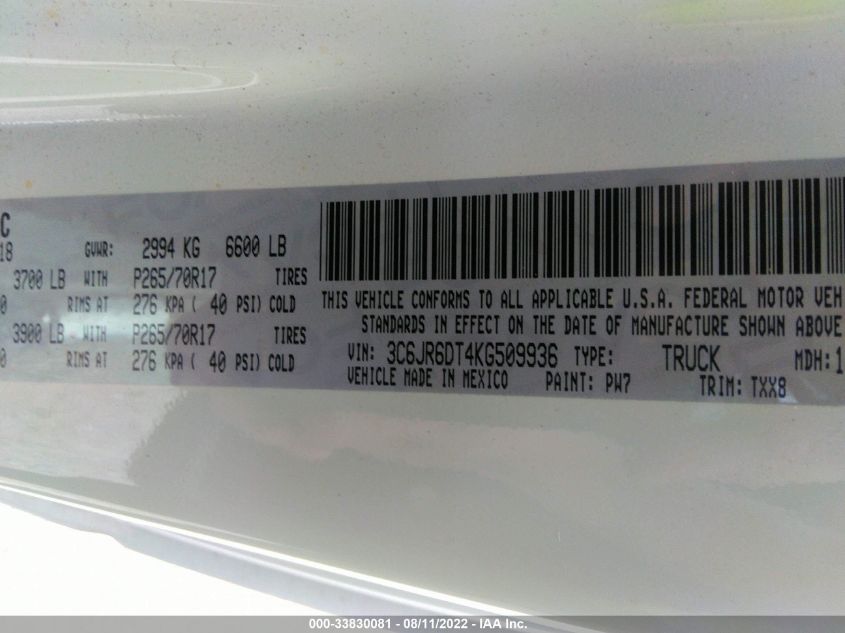 C
18 GVWR: 2994 KG 6600 LB
3700 LB WITH P265/70R17 TIRES
0 RIMS AT 276 KPA ( 40 PSI) COLD
3900 LB WITH P265/70R17 TIRES
0 RIMS AT 276 KPA ( 40 PSI) COLD
THIS VEHICLE CONFORMS TO ALL APPLICABLE U.S.A. FEDERAL MOTOR VEH
STANDARDS IN EFFECT ON THE DATE OF MANUFACTURE SHOWN ABOVE
VIN: 3C6JR6DT4KG509936 TYPE: TRUCK MDH: 1
VEHICLE MADE IN MEXICO PAINT: PW7 TRIM: TXX8
000-33830081 - 08/11/2022 - IAA Inc.